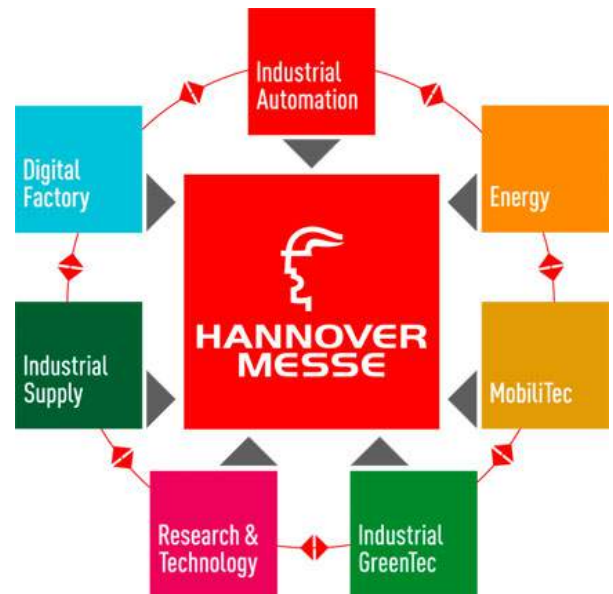 Industrial
Automation
Digital
Factory
Energy
HANNOVER
MESSE
Industrial
Supply
MobiliTec
Research &
Technology
Industrial
GreenTec